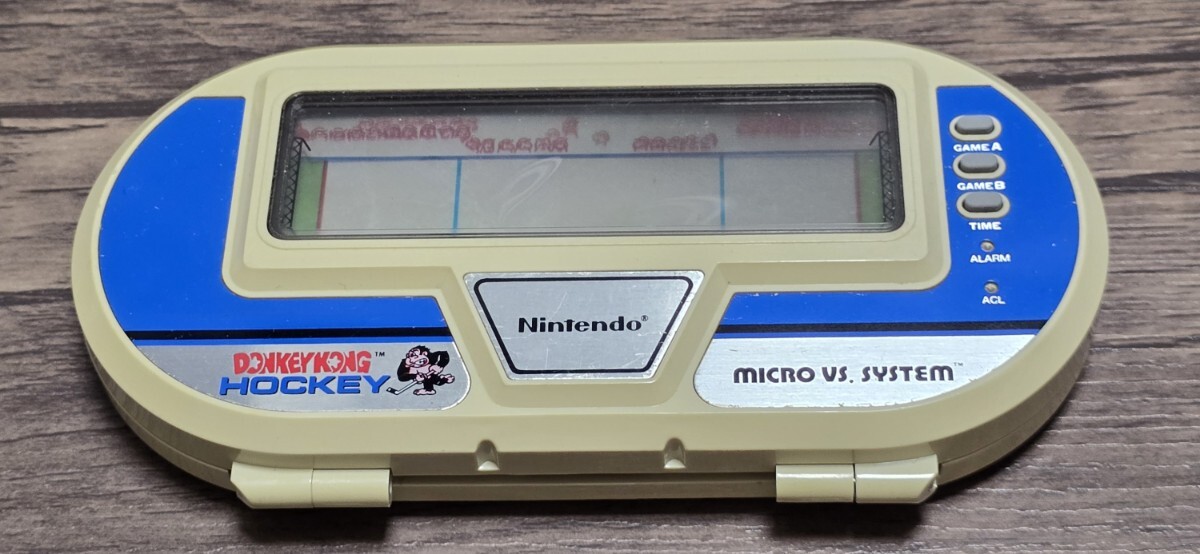 GAME A
GAME B
TIME
ALARM
ACL
Nintendo®
DONKEY KONG™
HOCKEY
MICRO VS. SYSTEM™